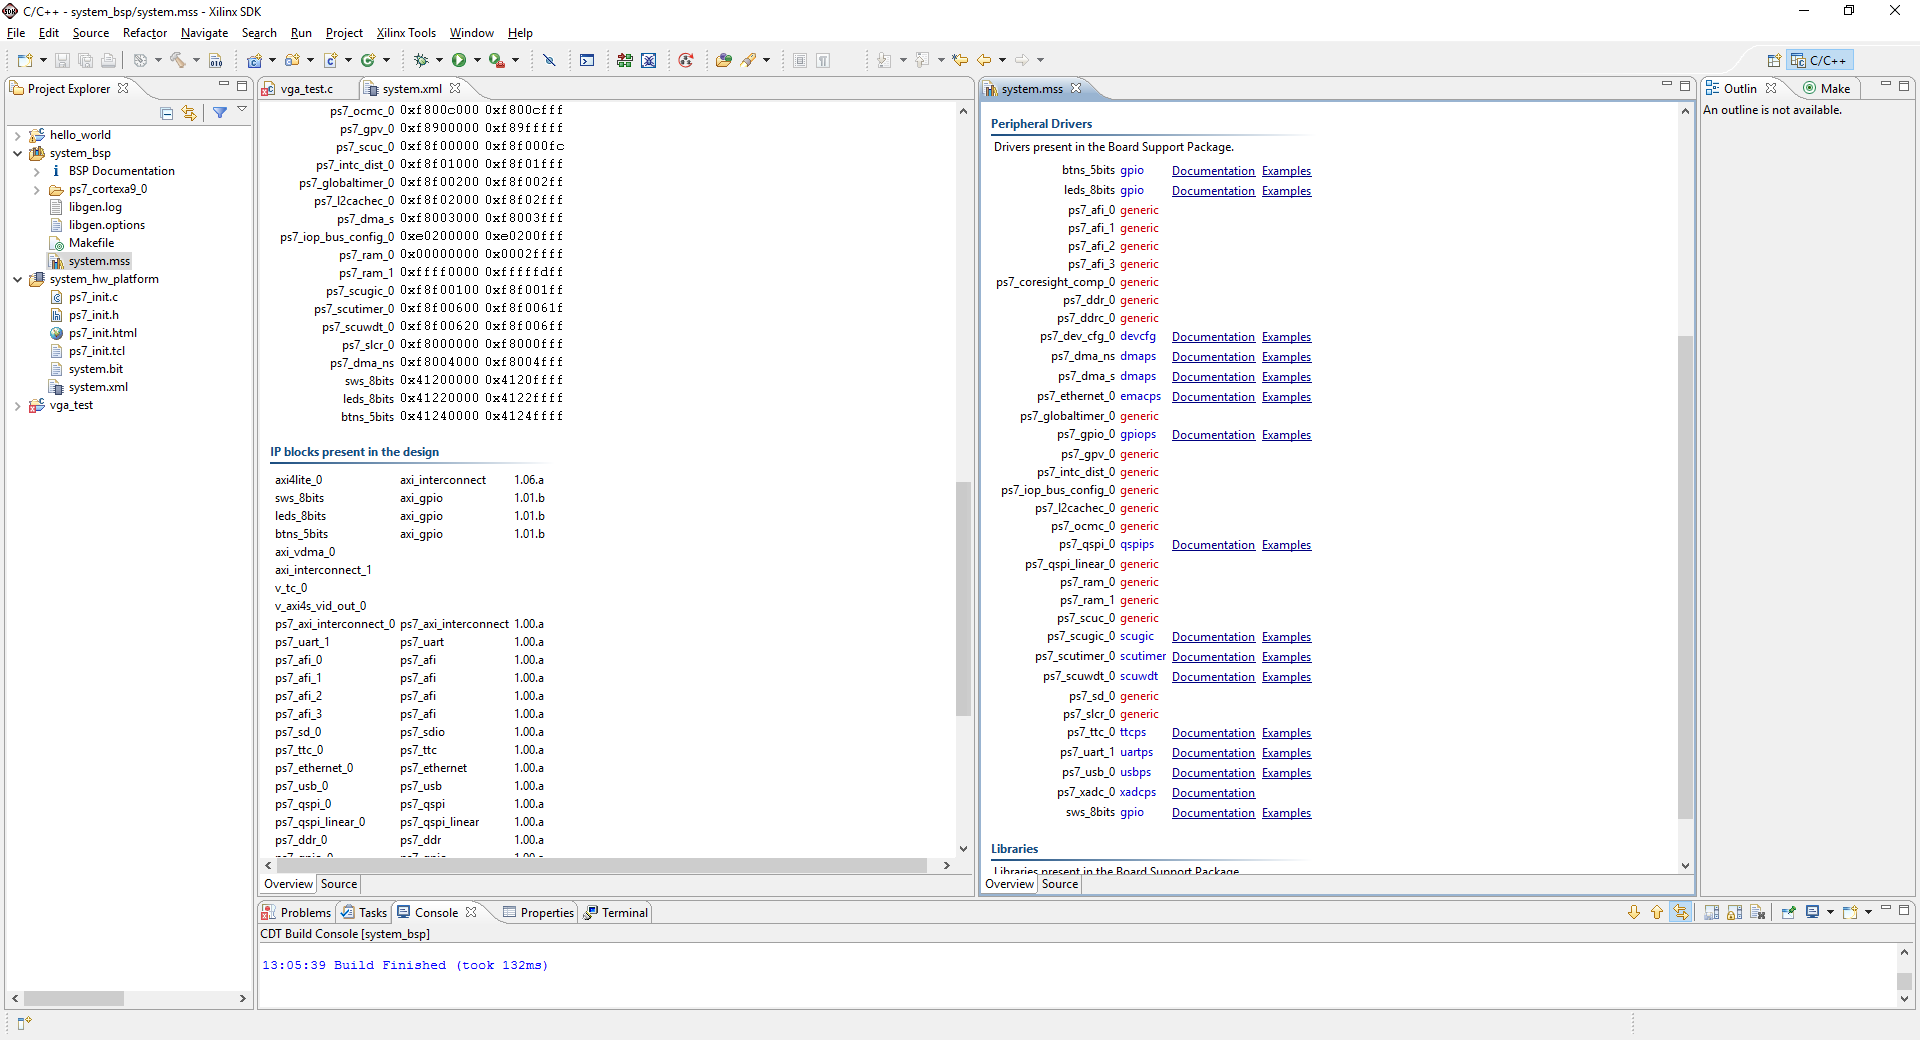 C/C++ - system_bsp/system.mss - Xilinx SDK
File Edit Source Refactor Navigate Search Run Project Xilinx Tools Window Help
C/C++
Project Explorer
hello_world
system_bsp
BSP Documentation
ps7_cortexa9_0
libgen.log
libgen.options
Makefile
system.mss
system_hw_platform
ps7_init.c
ps7_init.h
ps7_init.html
ps7_init.tcl
system.bit
system.xml
vga_test
vga_test.c system.xml
ps7_ocmc_0 0xf800c000 0xf800cfff
ps7_gpv_0 0xf8900000 0xf89fffff
ps7_scuc_0 0xf8f00000 0xf8f000fc
ps7_intc_dist_0 0xf8f01000 0xf8f01fff
ps7_globaltimer_0 0xf8f00200 0xf8f002ff
ps7_l2cachec_0 0xf8f02000 0xf8f02fff
ps7_dma_s 0xf8003000 0xf8003fff
ps7_iop_bus_config_0 0xe0200000 0xe0200fff
ps7_ram_0 0x00000000 0x0002ffff
ps7_ram_1 0xffff0000 0xfffffdff
ps7_scugic_0 0xf8f00100 0xf8f001ff
ps7_scutimer_0 0xf8f00600 0xf8f0061f
ps7_scuwdt_0 0xf8f00620 0xf8f006ff
ps7_slcr_0 0xf8000000 0xf8000fff
ps7_dma_ns 0xf8004000 0xf8004fff
sws_8bits 0x41200000 0x4120ffff
leds_8bits 0x41220000 0x4122ffff
btns_5bits 0x41240000 0x4124ffff
IP blocks present in the design
axi4lite_0 axi_interconnect 1.06.a
sws_8bits axi_gpio 1.01.b
leds_8bits axi_gpio 1.01.b
btns_5bits axi_gpio 1.01.b
axi_vdma_0
axi_interconnect_1
v_tc_0
v_axi4s_vid_out_0
ps7_axi_interconnect_0 ps7_axi_interconnect 1.00.a
ps7_uart_1 ps7_uart 1.00.a
ps7_afi_0 ps7_afi 1.00.a
ps7_afi_1 ps7_afi 1.00.a
ps7_afi_2 ps7_afi 1.00.a
ps7_afi_3 ps7_afi 1.00.a
ps7_sd_0 ps7_sdio 1.00.a
ps7_ttc_0 ps7_ttc 1.00.a
ps7_ethernet_0 ps7_ethernet 1.00.a
ps7_usb_0 ps7_usb 1.00.a
ps7_qspi_0 ps7_qspi 1.00.a
ps7_qspi_linear_0 ps7_qspi_linear 1.00.a
ps7_ddr_0 ps7_ddr 1.00.a
Overview Source
system.mss
Peripheral Drivers
Drivers present in the Board Support Package.
btns_5bits gpio Documentation Examples
leds_8bits gpio Documentation Examples
ps7_afi_0 generic
ps7_afi_1 generic
ps7_afi_2 generic
ps7_afi_3 generic
ps7_coresight_comp_0 generic
ps7_ddr_0 generic
ps7_ddrc_0 generic
ps7_dev_cfg_0 devcfg Documentation Examples
ps7_dma_ns dmaps Documentation Examples
ps7_dma_s dmaps Documentation Examples
ps7_ethernet_0 emacps Documentation Examples
ps7_globaltimer_0 generic
ps7_gpio_0 gpiops Documentation Examples
ps7_gpv_0 generic
ps7_intc_dist_0 generic
ps7_iop_bus_config_0 generic
ps7_l2cachec_0 generic
ps7_ocmc_0 generic
ps7_qspi_0 qspips Documentation Examples
ps7_qspi_linear_0 generic
ps7_ram_0 generic
ps7_ram_1 generic
ps7_scuc_0 generic
ps7_scugic_0 scugic Documentation Examples
ps7_scutimer_0 scutimer Documentation Examples
ps7_scuwdt_0 scuwdt Documentation Examples
ps7_sd_0 generic
ps7_slcr_0 generic
ps7_ttc_0 ttcps Documentation Examples
ps7_uart_1 uartps Documentation Examples
ps7_usb_0 usbps Documentation Examples
ps7_xadc_0 xadcps Documentation
sws_8bits gpio Documentation Examples
Libraries
Libraries present in the Board Support Package
Overview Source
Outlin Make
An outline is not available.
Problems Tasks Console Properties Terminal
CDT Build Console [system_bsp]
13:05:39 Build Finished (took 132ms)